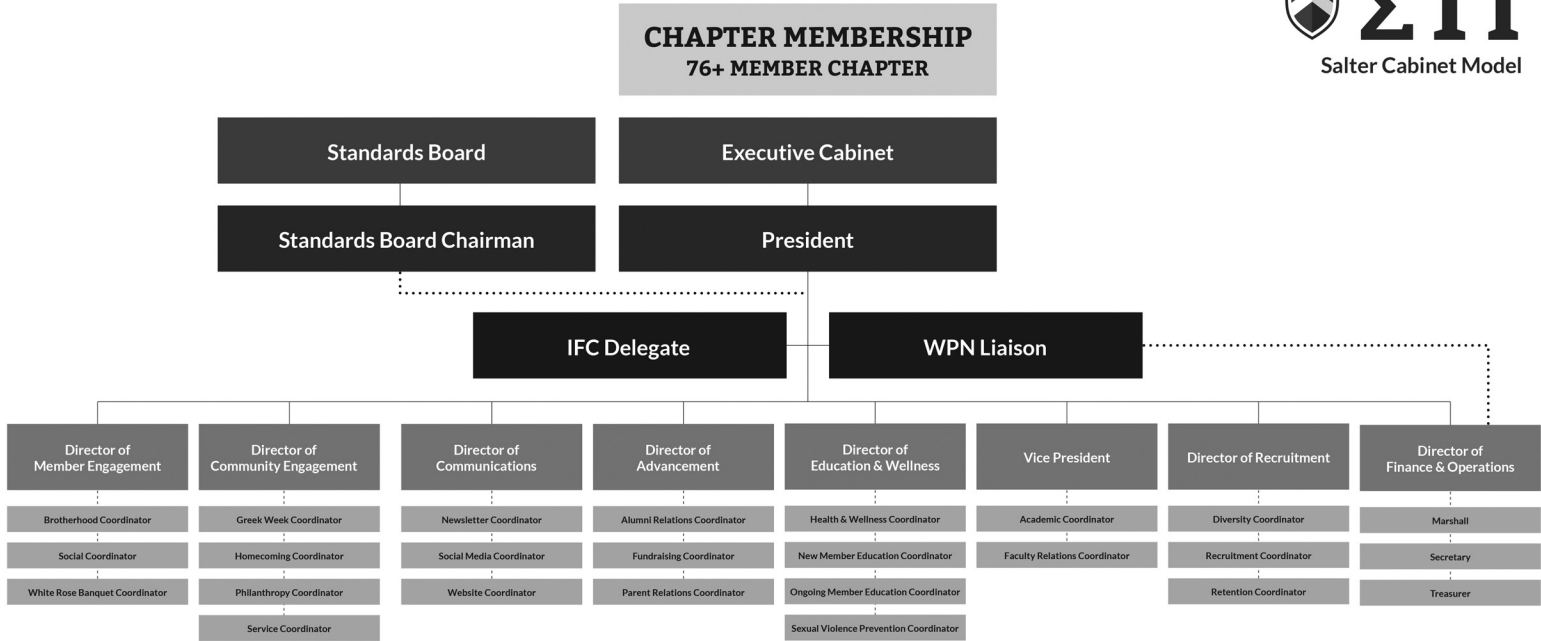 CHAPTER MEMBERSHIP
76+ MEMBER CHAPTER
ΣΠ
Salter Cabinet Model
Standards Board
Executive Cabinet
Standards Board Chairman
President
IFC Delegate
WPN Liaison
Director of
Member Engagement
Director of
Community Engagement
Director of
Communications
Director of
Advancement
Director of
Education & Wellness
Vice President
Director of Recruitment
Director of
Finance & Operations
Brotherhood Coordinator
Social Coordinator
White Rose Banquet Coordinator
Greek Week Coordinator
Homecoming Coordinator
Philanthropy Coordinator
Service Coordinator
Newsletter Coordinator
Social Media Coordinator
Website Coordinator
Alumni Relations Coordinator
Fundraising Coordinator
Parent Relations Coordinator
Health & Wellness Coordinator
New Member Education Coordinator
Ongoing Member Education Coordinator
Sexual Violence Prevention Coordinator
Academic Coordinator
Faculty Relations Coordinator
Diversity Coordinator
Recruitment Coordinator
Retention Coordinator
Marshall
Secretary
Treasurer